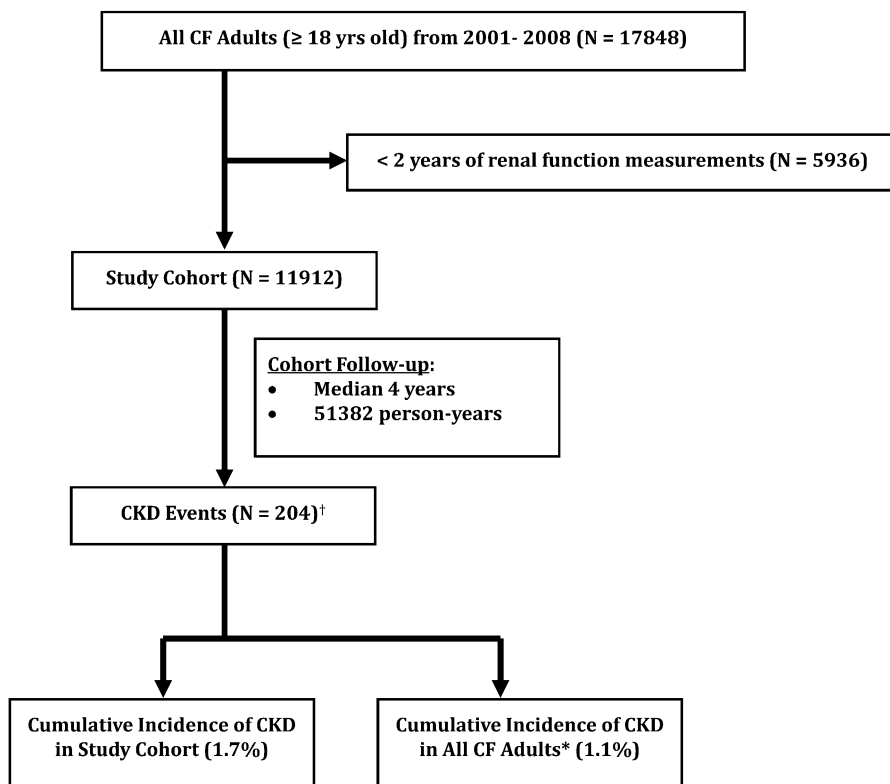 All CF Adults (≥ 18 yrs old) from 2001- 2008 (N = 17848)
< 2 years of renal function measurements (N = 5936)
Study Cohort (N = 11912)
Cohort Follow-up:
• Median 4 years
• 51382 person-years
CKD Events (N = 204)†
Cumulative Incidence of CKD
in Study Cohort (1.7%)
Cumulative Incidence of CKD
in All CF Adults* (1.1%)